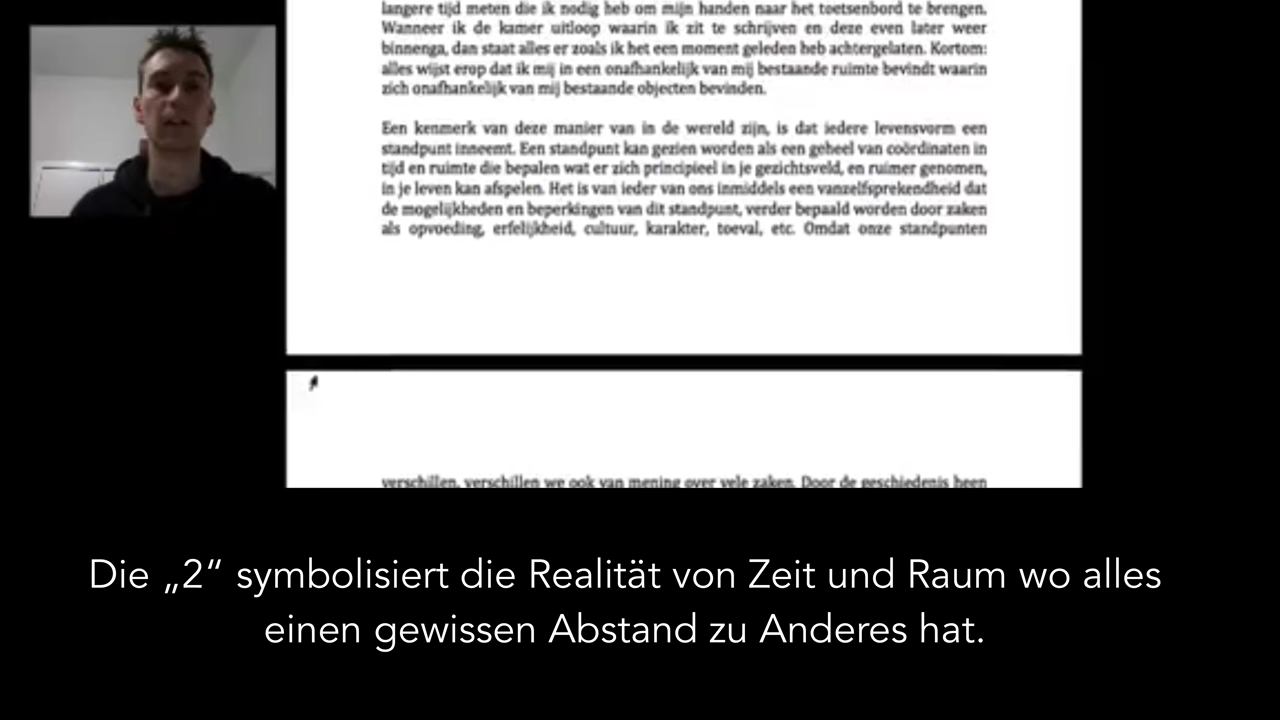 langere tijd meten die ik nodig heb om mijn handen naar het toetsenbord te brengen.
Wanneer ik de kamer uitloop waarin ik zit te schrijven en deze even later weer
binnenga, dan staat alles er zoals ik het een moment geleden heb achtergelaten. Kortom:
alles wijst erop dat ik mij in een onafhankelijk van mij bestaande ruimte bevindt waarin
zich onafhankelijk van mij bestaande objecten bevinden.
Een kenmerk van deze manier van in de wereld zijn, is dat iedere levensvorm een
standpunt inneemt. Een standpunt kan gezien worden als een geheel van coördinaten in
tijd en ruimte die bepalen wat er zich principieel in je gezichtsveld, en ruimer genomen,
in je leven kan afspelen. Het is van ieder van ons inmiddels een vanzelfsprekendheid dat
de mogelijkheden en beperkingen van dit standpunt, verder bepaald worden door zaken
als opvoeding, erfelijkheid, cultuur, karakter, toeval, etc. Omdat onze standpunten
verschillen, verschillen we ook van mening over vele zaken. Door de geschiedenis heen
Die „2“ symbolisiert die Realität von Zeit und Raum wo alles
einen gewissen Abstand zu Anderes hat.